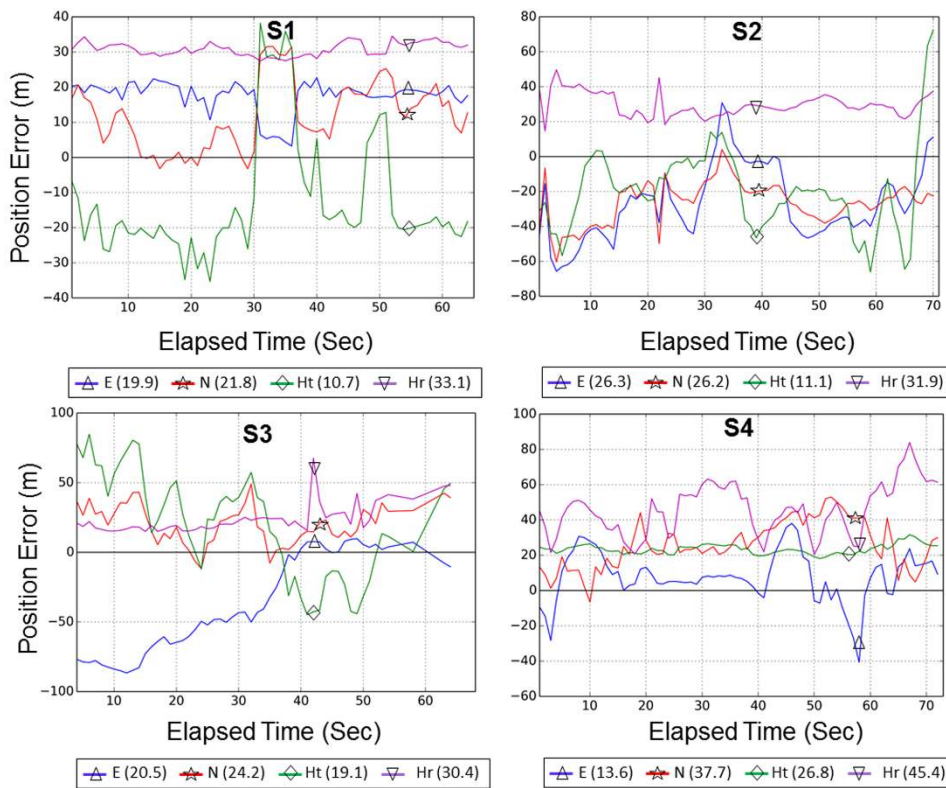 S1
S2
Position Error (m)
40
30
20
10
0
−10
−20
−30
−40
10 20 30 40 50 60
80
60
40
20
0
−20
−40
−60
−80
10 20 30 40 50 60 70
Elapsed Time (Sec)
Elapsed Time (Sec)
E (19.9) N (21.8) Ht (10.7) Hr (33.1)
E (26.3) N (26.2) Ht (11.1) Hr (31.9)
S3
S4
Position Error (m)
100
50
0
−50
−100
10 20 30 40 50 60
100
80
60
40
20
0
−20
−40
−60
10 20 30 40 50 60 70
Elapsed Time (Sec)
Elapsed Time (Sec)
E (20.5) N (24.2) Ht (19.1) Hr (30.4)
E (13.6) N (37.7) Ht (26.8) Hr (45.4)